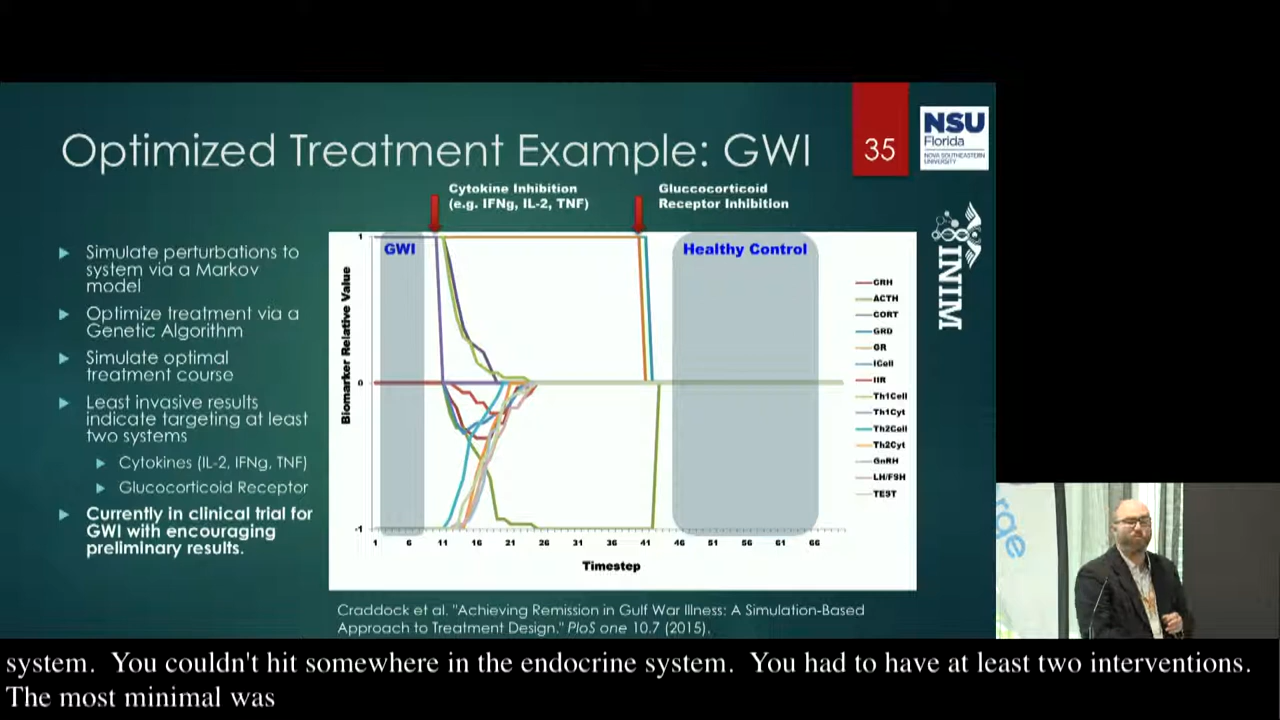 Optimized Treatment Example: GWI
35
NSU
Florida
NOVA SOUTHEASTERN
UNIVERSITY
INIM
Simulate perturbations to
system via a Markov
model
Optimize treatment via a
Genetic Algorithm
Simulate optimal
treatment course
Least invasive results
indicate targeting at least
two systems
Cytokines (IL-2, IFNg, TNF)
Glucocorticoid Receptor
Currently in clinical trial for
GWI with encouraging
preliminary results.
Cytokine Inhibition
(e.g. IFNg, IL-2, TNF)
Gluccocorticoid
Receptor Inhibition
GWI
Healthy Control
Biomarker Relative Value
1
0
-1
1 6 11 16 21 26 31 36 41 46 51 56 61 66
Timestep
CRH
ACTH
CORT
GRD
GR
ICell
IIR
Th1Cell
Th1Cyt
Th2Cell
Th2Cyt
GnRH
LH/FSH
TEST
Craddock et al. "Achieving Remission in Gulf War Illness: A Simulation-Based
Approach to Treatment Design." PloS one 10.7 (2015).
rge
system. You couldn't hit somewhere in the endocrine system. You had to have at least two interventions.
The most minimal was